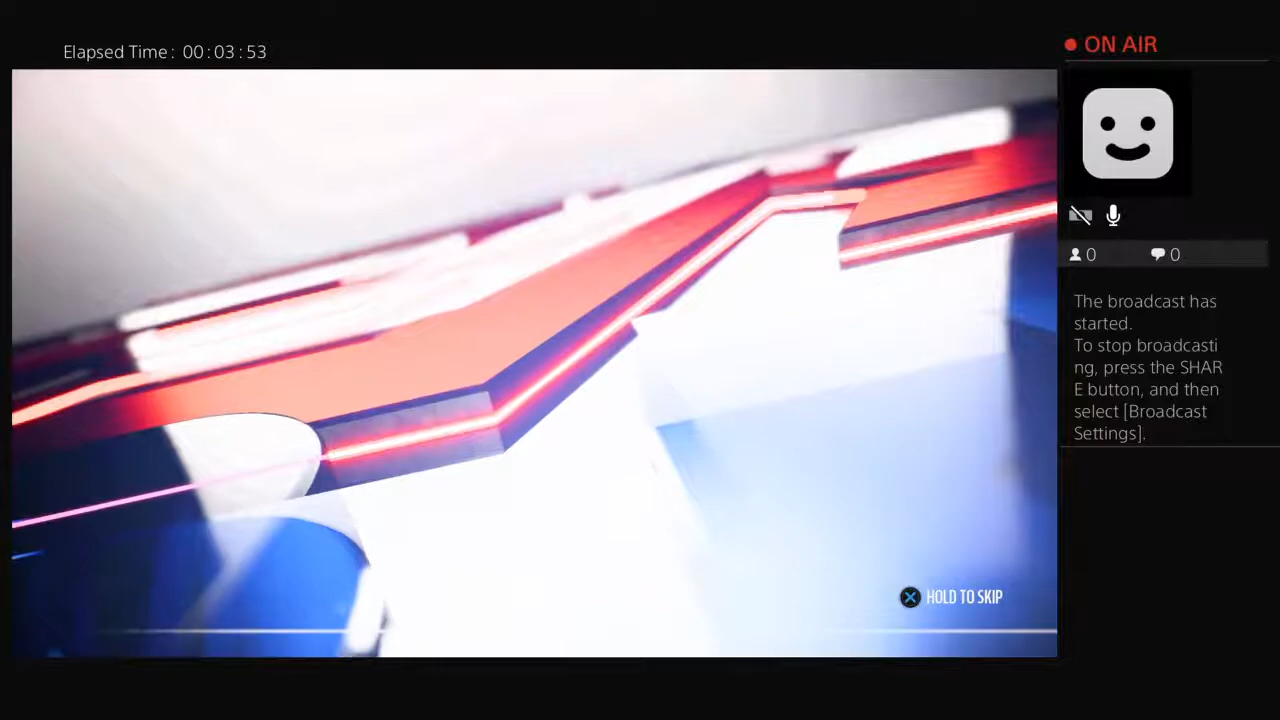 Elapsed Time: 00:03:53
ON AIR
0 0
The broadcast has
started.
To stop broadcasti
ng, press the SHAR
E button, and then
select [Broadcast
Settings].
HOLD TO SKIP